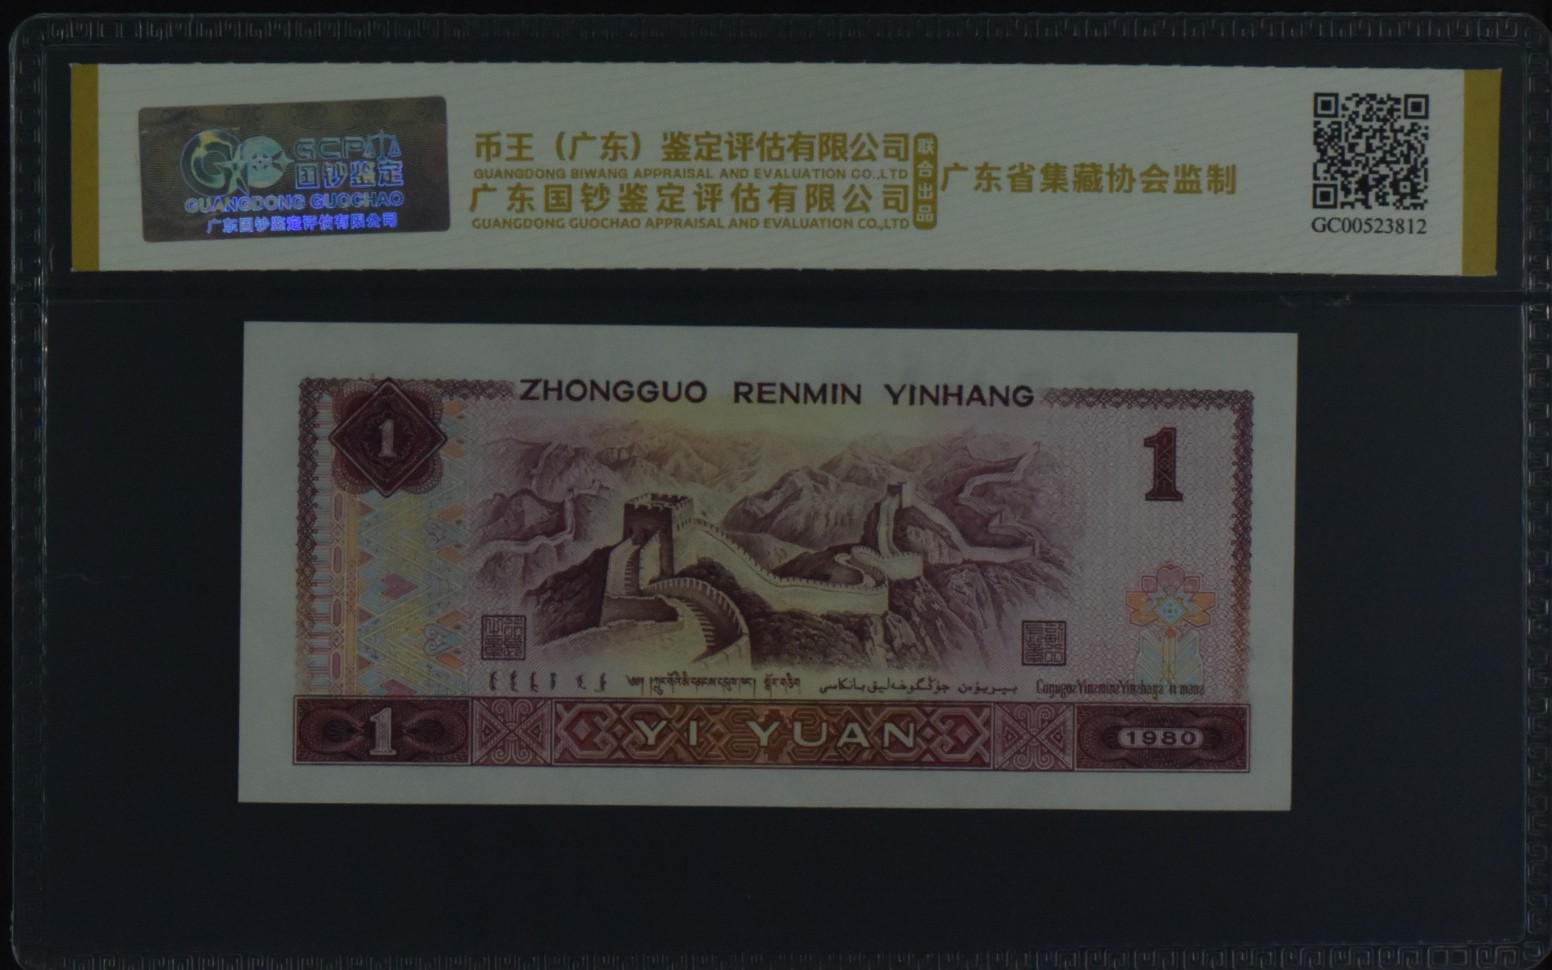 GCPA
国钞鉴定
GUANGDONG GUOCHAO
广东国钞鉴定评估有限公司
币王（广东）鉴定评估有限公司
GUANGDONG BIWANG APPRAISAL AND EVALUATION CO.,LTD
广东国钞鉴定评估有限公司
GUANGDONG GUOCHAO APPRAISAL AND EVALUATION CO.,LTD
联合出品
广东省集藏协会监制
GC00523812
ZHONGGUO RENMIN YINHANG
1
1
1
YI YUAN
1980